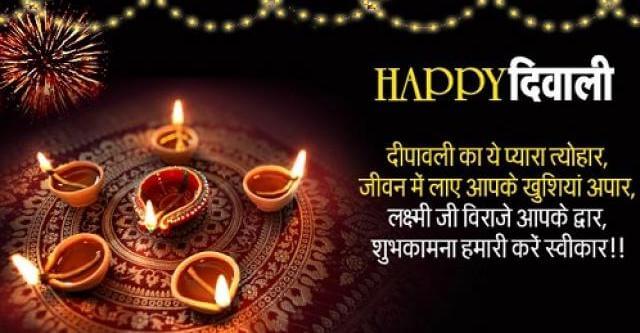 HAPPY दिवाली
दीपावली का ये प्यारा त्योहार,
जीवन में लाए आपके खुशियां अपार,
लक्ष्मी जी विराजे आपके द्वार,
शुभकामना हमारी करें स्वीकार!!